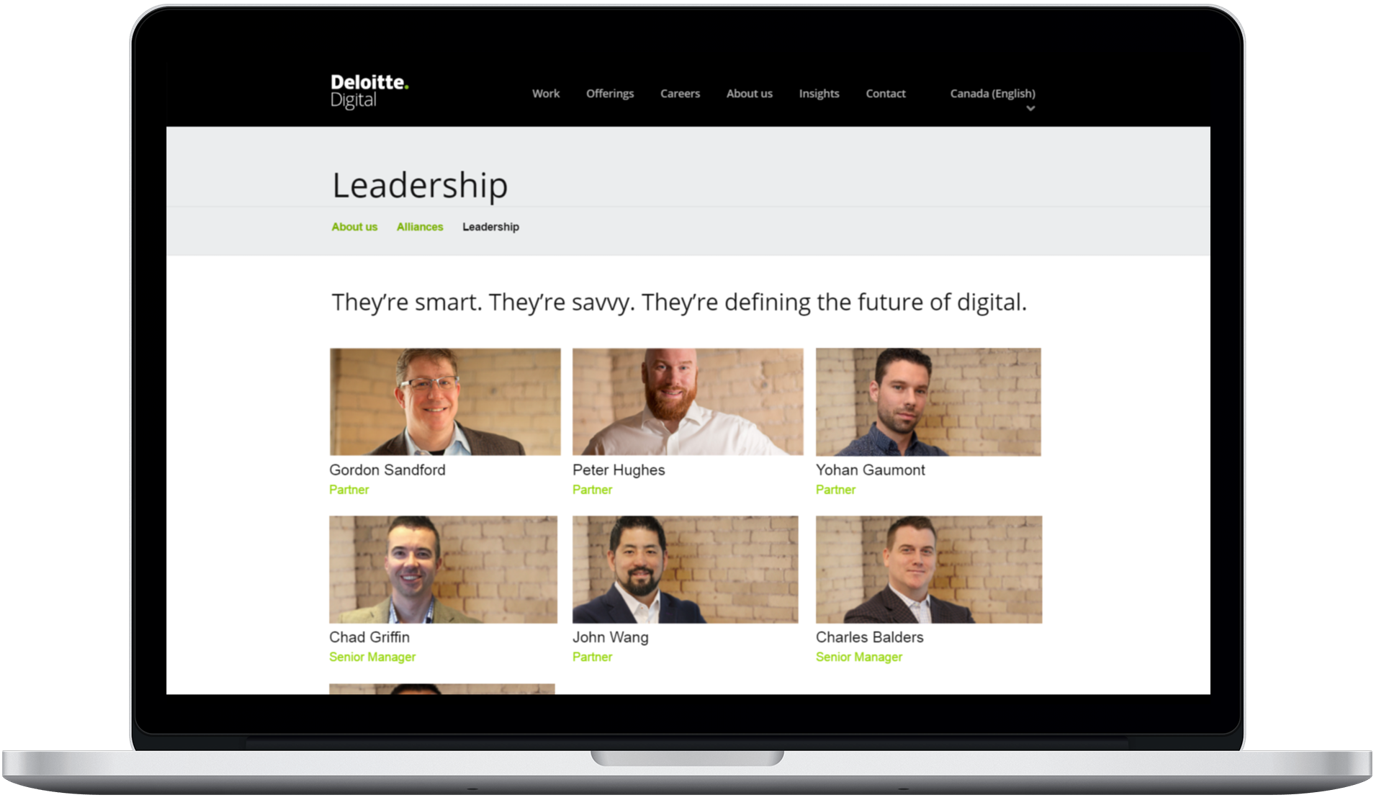 Deloitte.
Digital
Work Offerings Careers About us Insights Contact Canada (English)
Leadership
About us Alliances Leadership
They’re smart. They’re savvy. They’re defining the future of digital.
Gordon Sandford Peter Hughes Yohan Gaumont
Partner Partner Partner
Chad Griffin John Wang Charles Balders
Senior Manager Partner Senior Manager